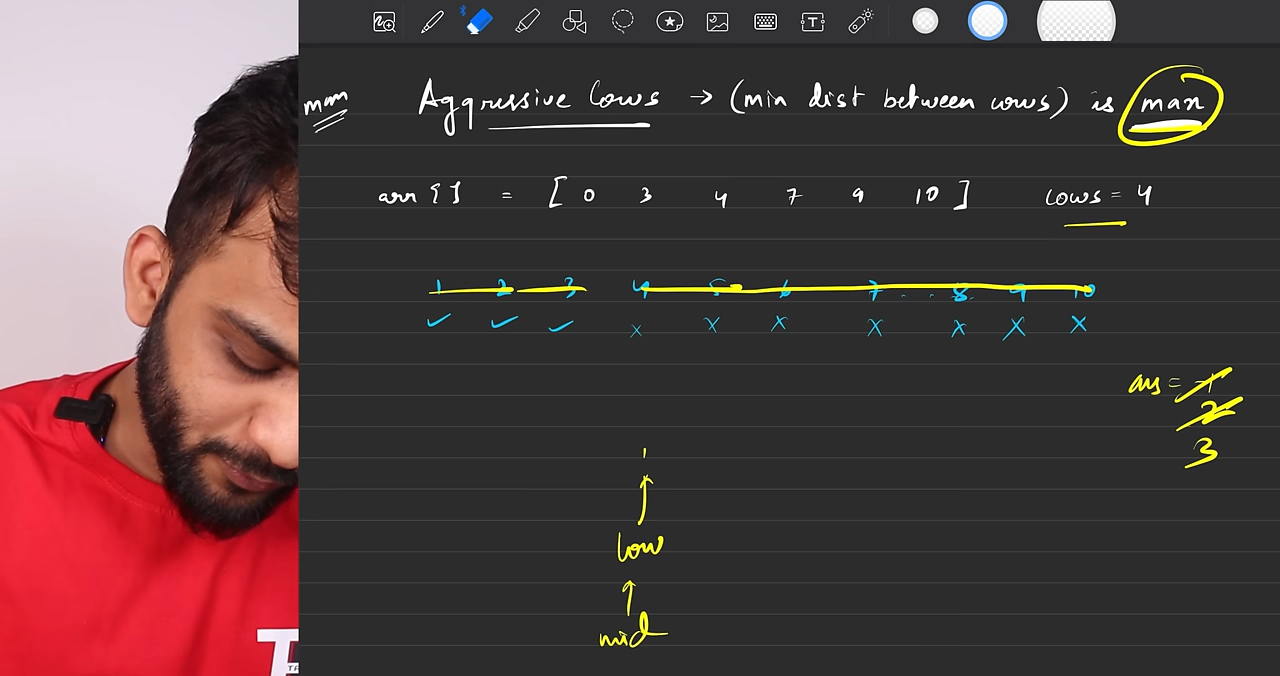 Aggressive Cows → (min dist between cows) is max
arr [ ] = [ 0 3 4 7 9 10 ] cows = 4
1 2 3 4 5 6 7 . . 8 9 10
✓ ✓ ✓ x x x x x x x
ans = 
2
3
low
mid
T